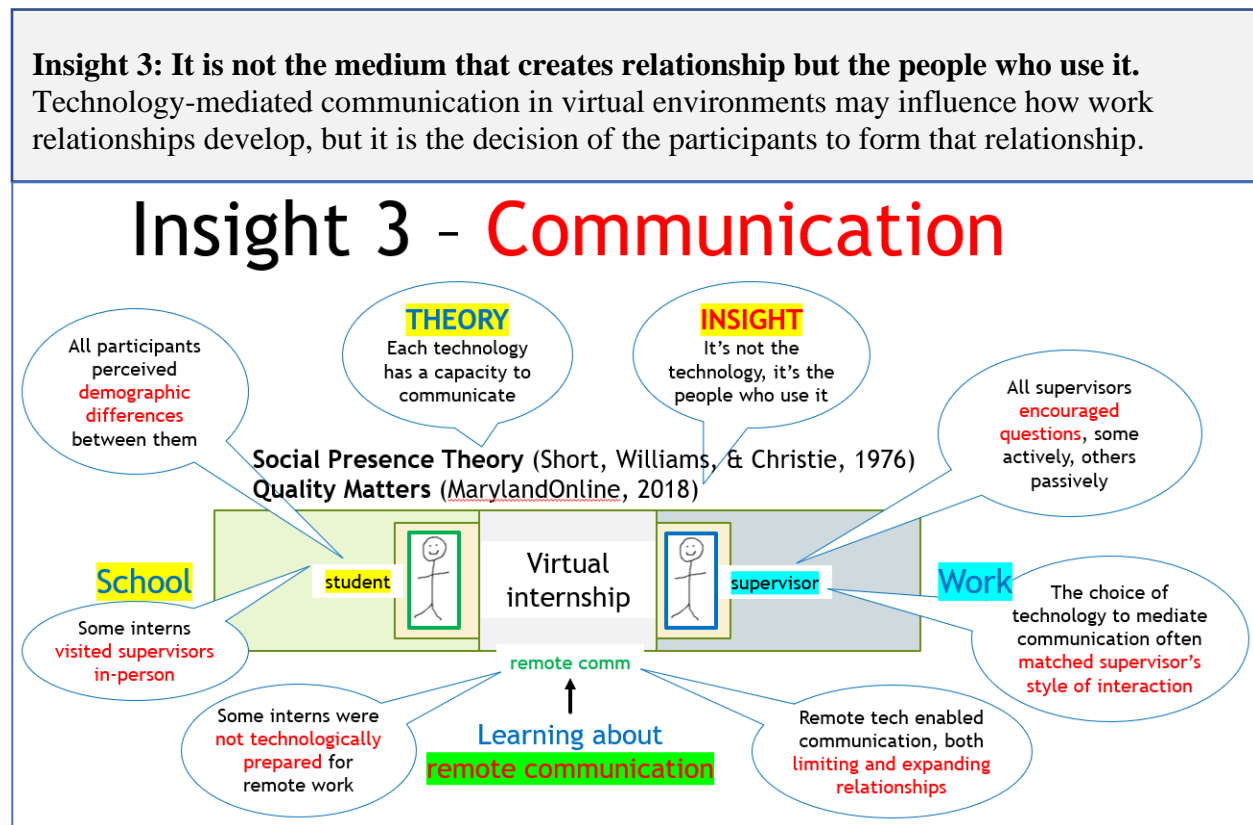 Insight 3: It is not the medium that creates relationship but the people who use it.
Technology-mediated communication in virtual environments may influence how work
relationships develop, but it is the decision of the participants to form that relationship.
Insight 3 - Communication
All participants
perceived
demographic
differences
between them
THEORY
Each technology
has a capacity to
communicate
INSIGHT
It's not the
technology, it's the
people who use it
All supervisors
encouraged
questions, some
actively, others
passively
Social Presence Theory (Short, Williams, & Christie, 1976)
Quality Matters (MarylandOnline, 2018)
School
student
Virtual
internship
supervisor
Work
Some interns
visited supervisors
in-person
The choice of
technology to mediate
communication often
matched supervisor's
style of interaction
remote comm
Some interns were
not technologically
prepared for
remote work
Learning about
remote communication
Remote tech enabled
communication, both
limiting and expanding
relationships